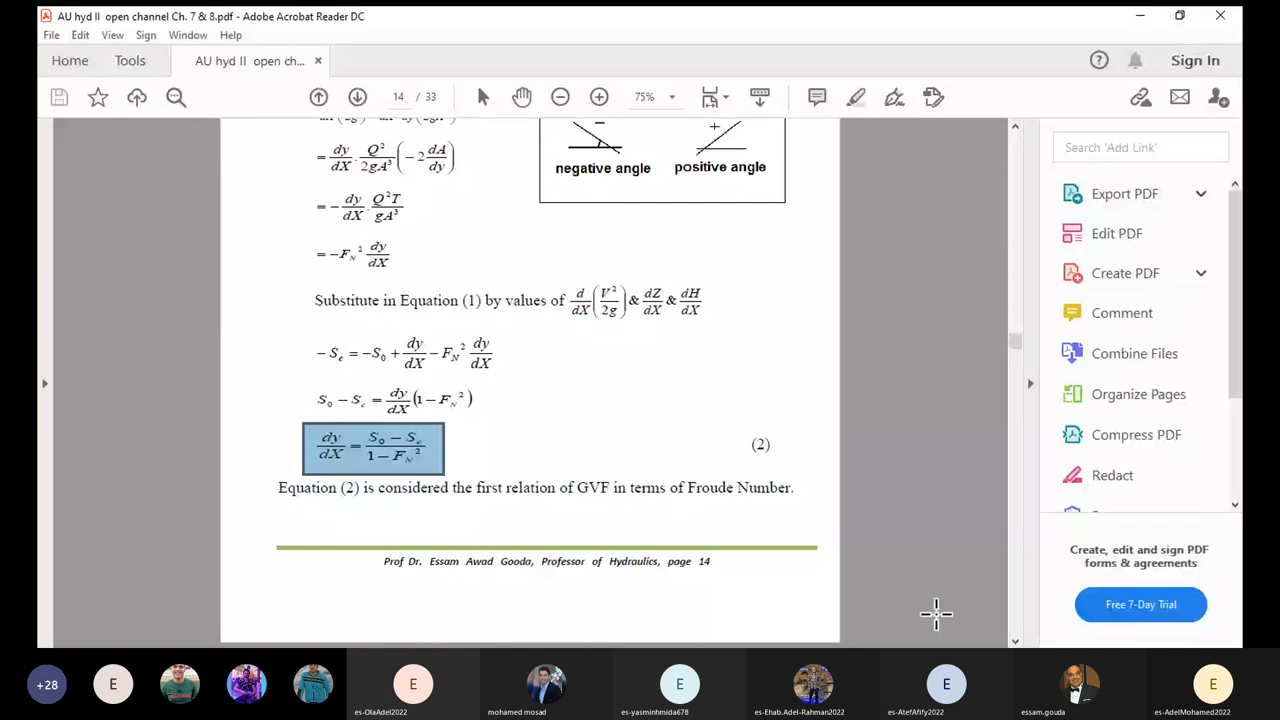 AU hyd II open channel Ch. 7 & 8.pdf - Adobe Acrobat Reader DC
File Edit View Sign Window Help
Home Tools AU hyd II open ch... × Sign In
14 / 33 75%
= dy/dX . Q²/2gA³ (−2 dA/dy)
= − dy/dX . Q²T/gA³
= −F_N² dy/dX
− +
negative angle positive angle
Substitute in Equation (1) by values of d/dX (V²/2g) & dZ/dX & dH/dX
− S_e = −S_0 + dy/dX − F_N² dy/dX
S_0 − S_e = dy/dX (1 − F_N²)
dy/dX = S_0 − S_e / 1 − F_N² (2)
Equation (2) is considered the first relation of GVF in terms of Froude Number.
Prof Dr. Essam Awad Gooda, Professor of Hydraulics, page 14
Search 'Add Link'
Export PDF
Edit PDF
Create PDF
Comment
Combine Files
Organize Pages
Compress PDF
Redact
Create, edit and sign PDF
forms & agreements
Free 7-Day Trial
+28 E E E E E
es-OlaAdel2022 mohamed mosad es-yasminhmida678 es-Ehab.Adel-Rahman2022 es-AtefAfify2022 essam.gouda es-AdelMohamed2022